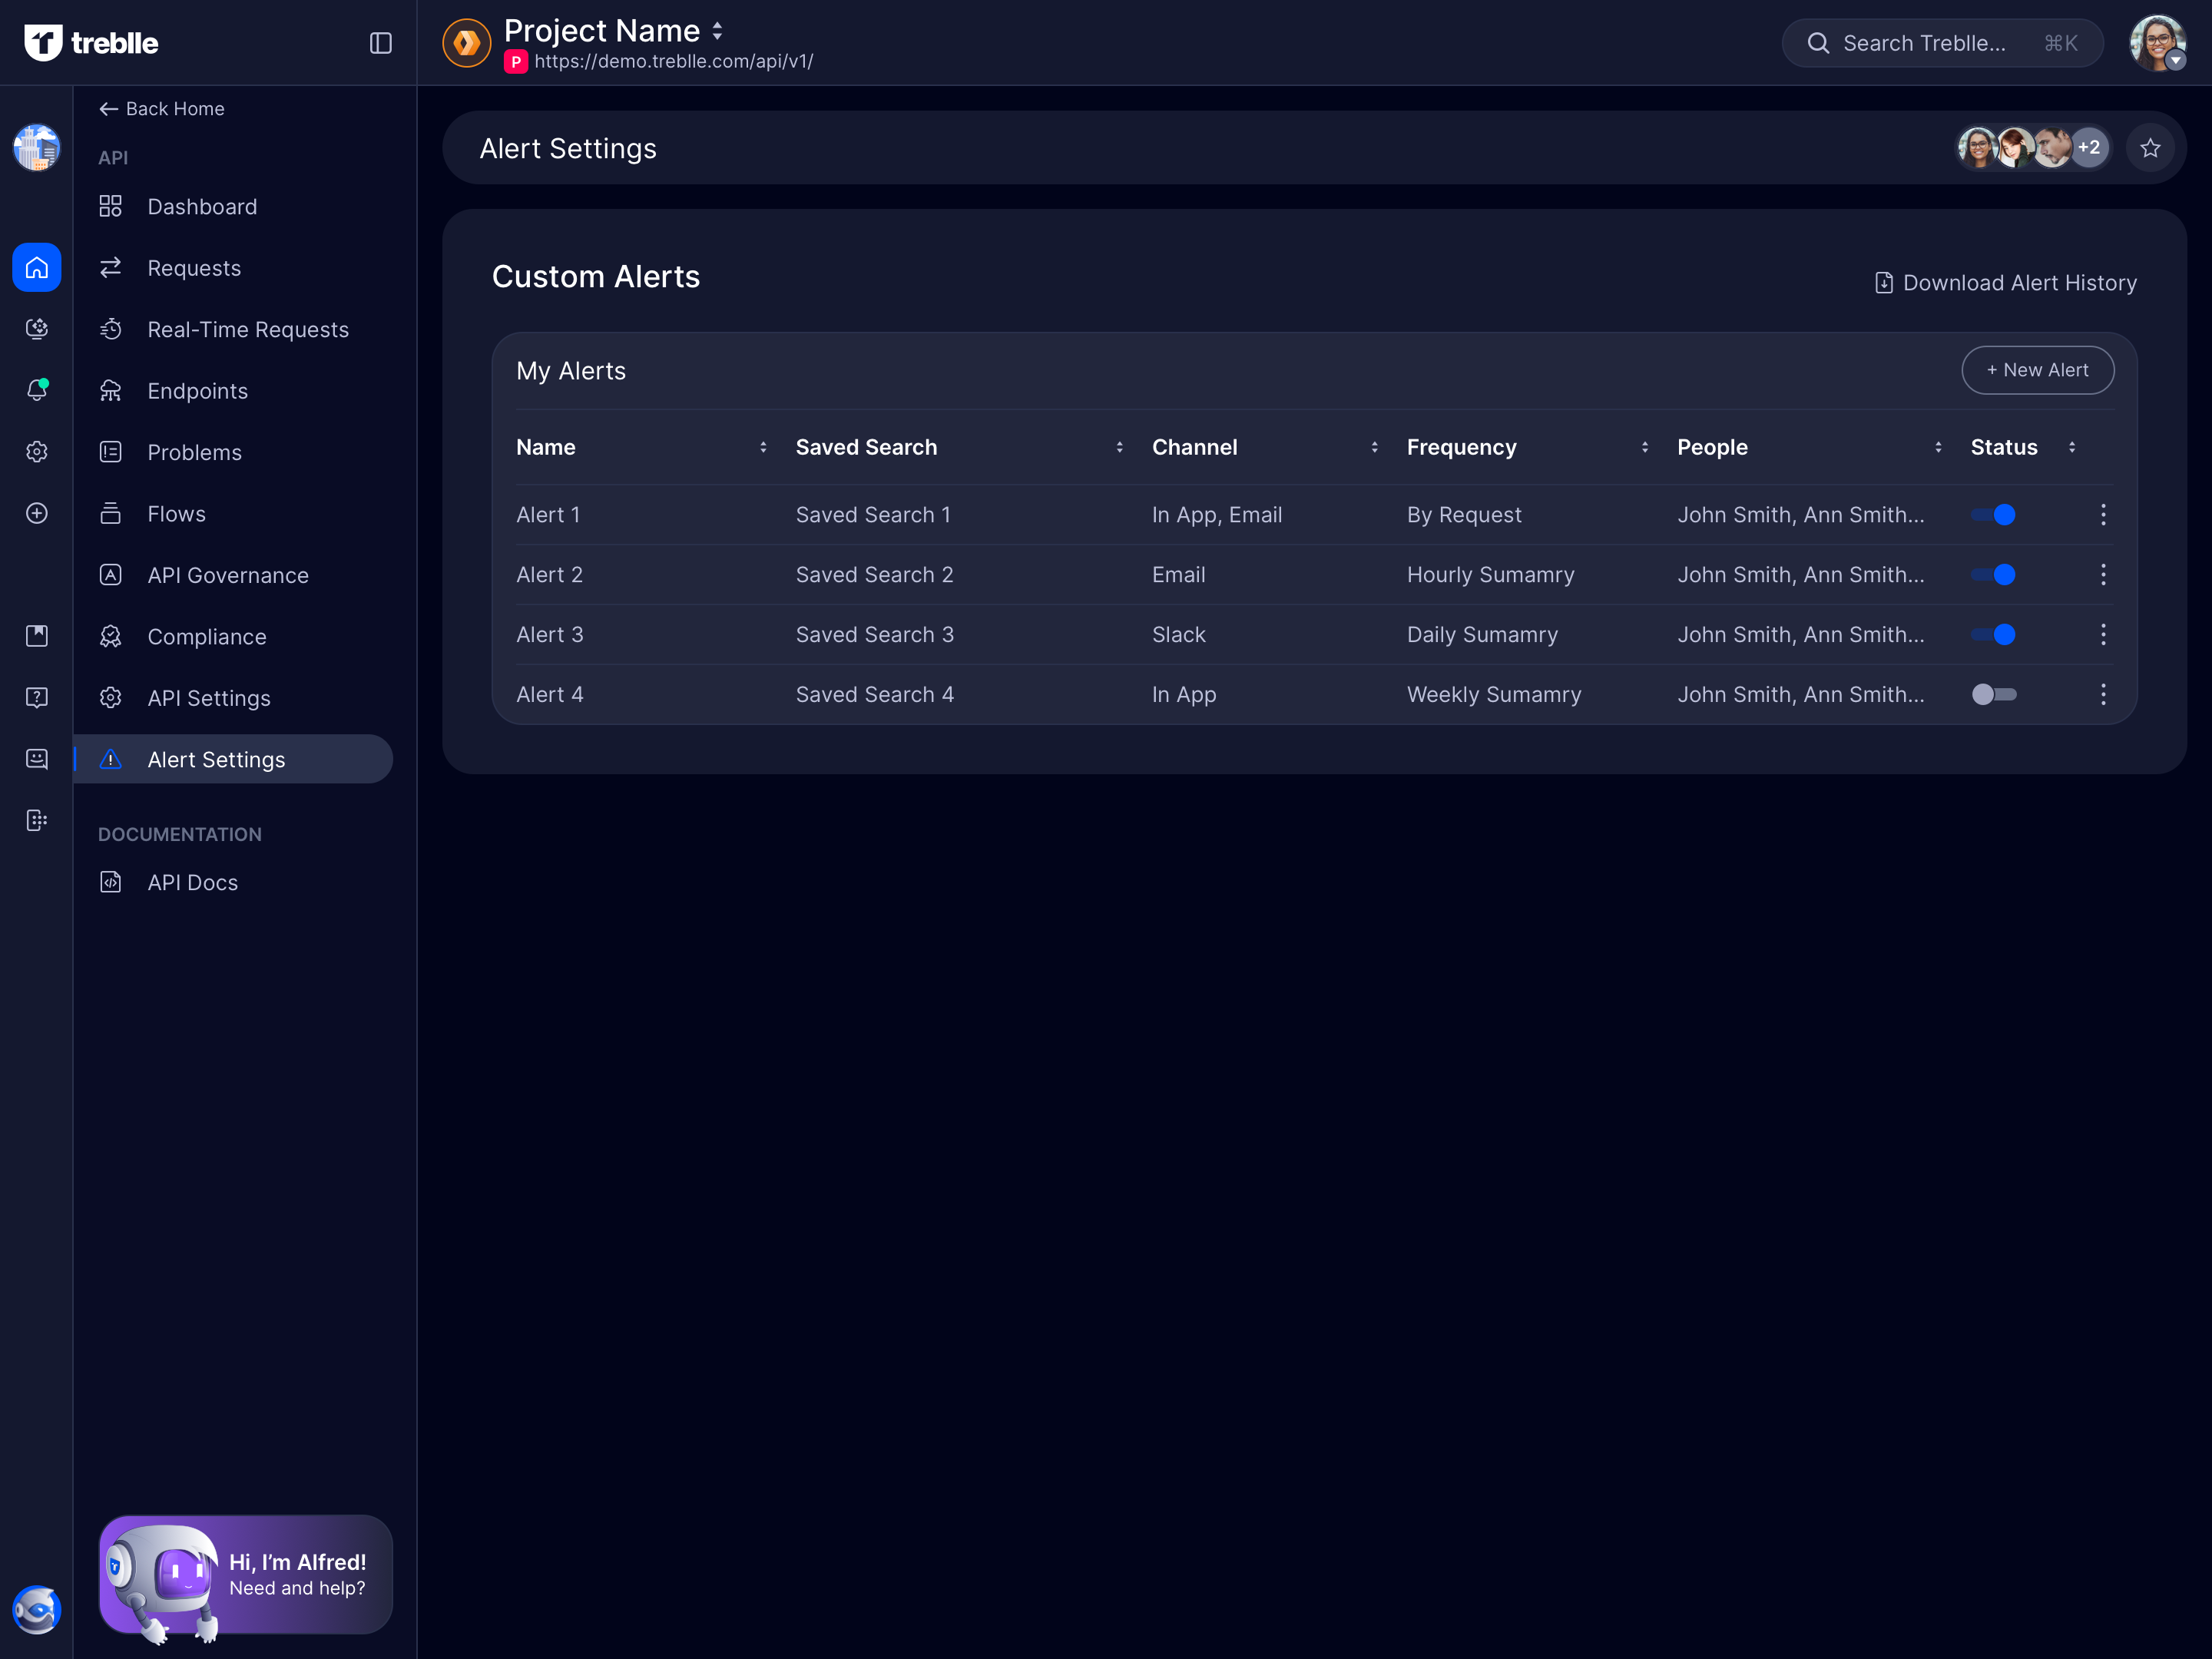 treblle
Project Name
P https://demo.treblle.com/api/v1/
Search Treblle... ⌘K
Back Home
API
Dashboard
Requests
Real-Time Requests
Endpoints
Problems
Flows
API Governance
Compliance
API Settings
Alert Settings
DOCUMENTATION
API Docs
Hi, I’m Alfred!
Need and help?
Alert Settings
+2
Custom Alerts
Download Alert History
My Alerts
+ New Alert
Name Saved Search Channel Frequency People Status
Alert 1 Saved Search 1 In App, Email By Request John Smith, Ann Smith...
Alert 2 Saved Search 2 Email Hourly Sumamry John Smith, Ann Smith...
Alert 3 Saved Search 3 Slack Daily Sumamry John Smith, Ann Smith...
Alert 4 Saved Search 4 In App Weekly Sumamry John Smith, Ann Smith...